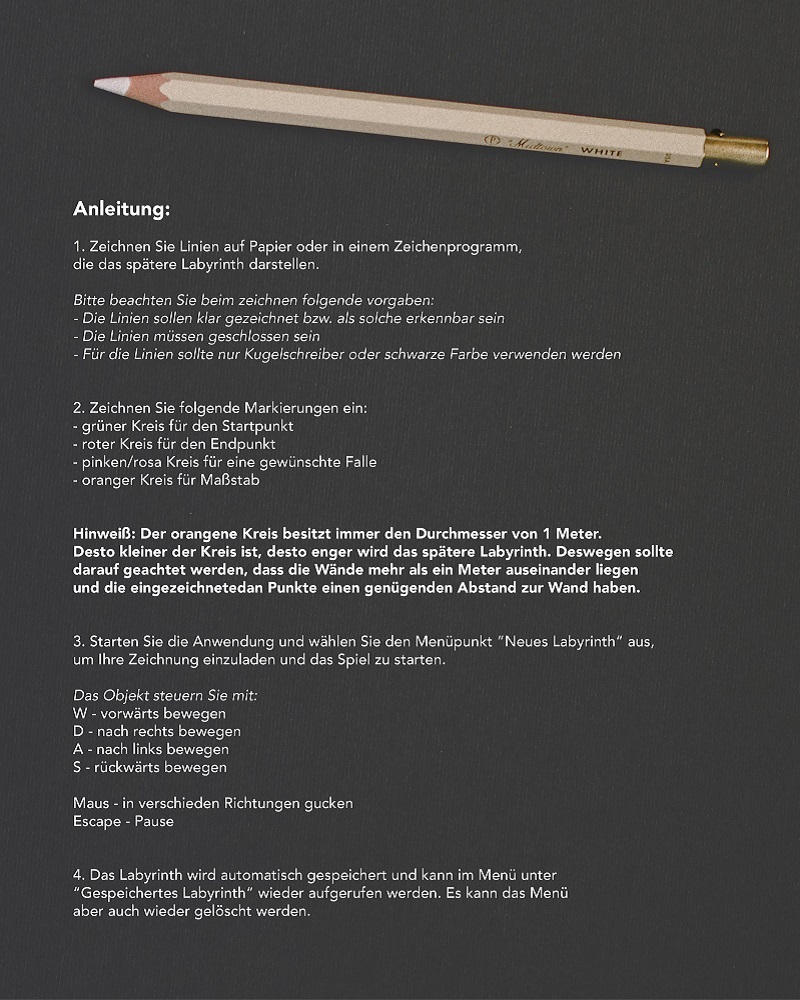 "Midtown" WHITE
USA
Anleitung:
1. Zeichnen Sie Linien auf Papier oder in einem Zeichenprogramm,
die das spätere Labyrinth darstellen.
Bitte beachten Sie beim zeichnen folgende vorgaben:
- Die Linien sollen klar gezeichnet bzw. als solche erkennbar sein
- Die Linien müssen geschlossen sein
- Für die Linien sollte nur Kugelschreiber oder schwarze Farbe verwenden werden
2. Zeichnen Sie folgende Markierungen ein:
- grüner Kreis für den Startpunkt
- roter Kreis für den Endpunkt
- pinken/rosa Kreis für eine gewünschte Falle
- oranger Kreis für Maßstab
Hinweiß: Der orangene Kreis besitzt immer den Durchmesser von 1 Meter.
Desto kleiner der Kreis ist, desto enger wird das spätere Labyrinth. Deswegen sollte
darauf geachtet werden, dass die Wände mehr als ein Meter auseinander liegen
und die eingezeichnetedan Punkte einen genügenden Abstand zur Wand haben.
3. Starten Sie die Anwendung und wählen Sie den Menüpunkt "Neues Labyrinth" aus,
um Ihre Zeichnung einzuladen und das Spiel zu starten.
Das Objekt steuern Sie mit:
W - vorwärts bewegen
D - nach rechts bewegen
A - nach links bewegen
S - rückwärts bewegen
Maus - in verschieden Richtungen gucken
Escape - Pause
4. Das Labyrinth wird automatisch gespeichert und kann im Menü unter
"Gespeichertes Labyrinth" wieder aufgerufen werden. Es kann das Menü
aber auch wieder gelöscht werden.